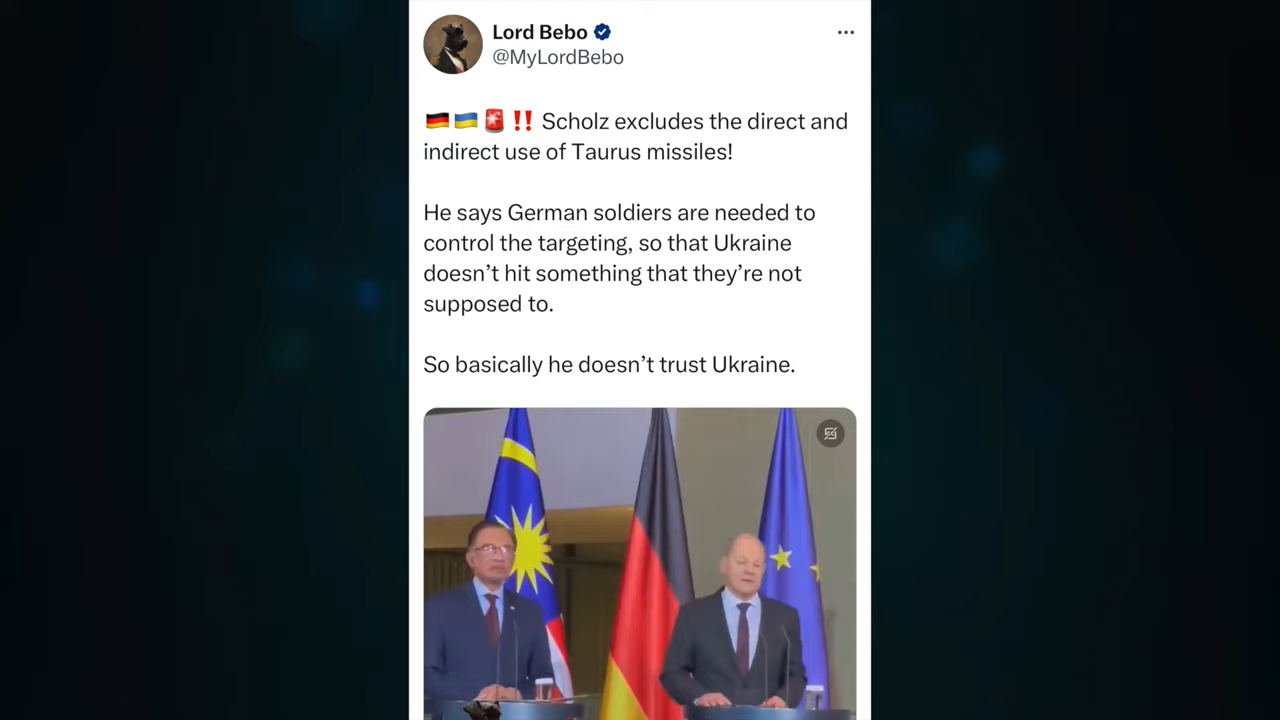 Lord Bebo
@MyLordBebo
🇩🇪🇺🇦🚨‼️ Scholz excludes the direct and
indirect use of Taurus missiles!
He says German soldiers are needed to
control the targeting, so that Ukraine
doesn’t hit something that they’re not
supposed to.
So basically he doesn’t trust Ukraine.